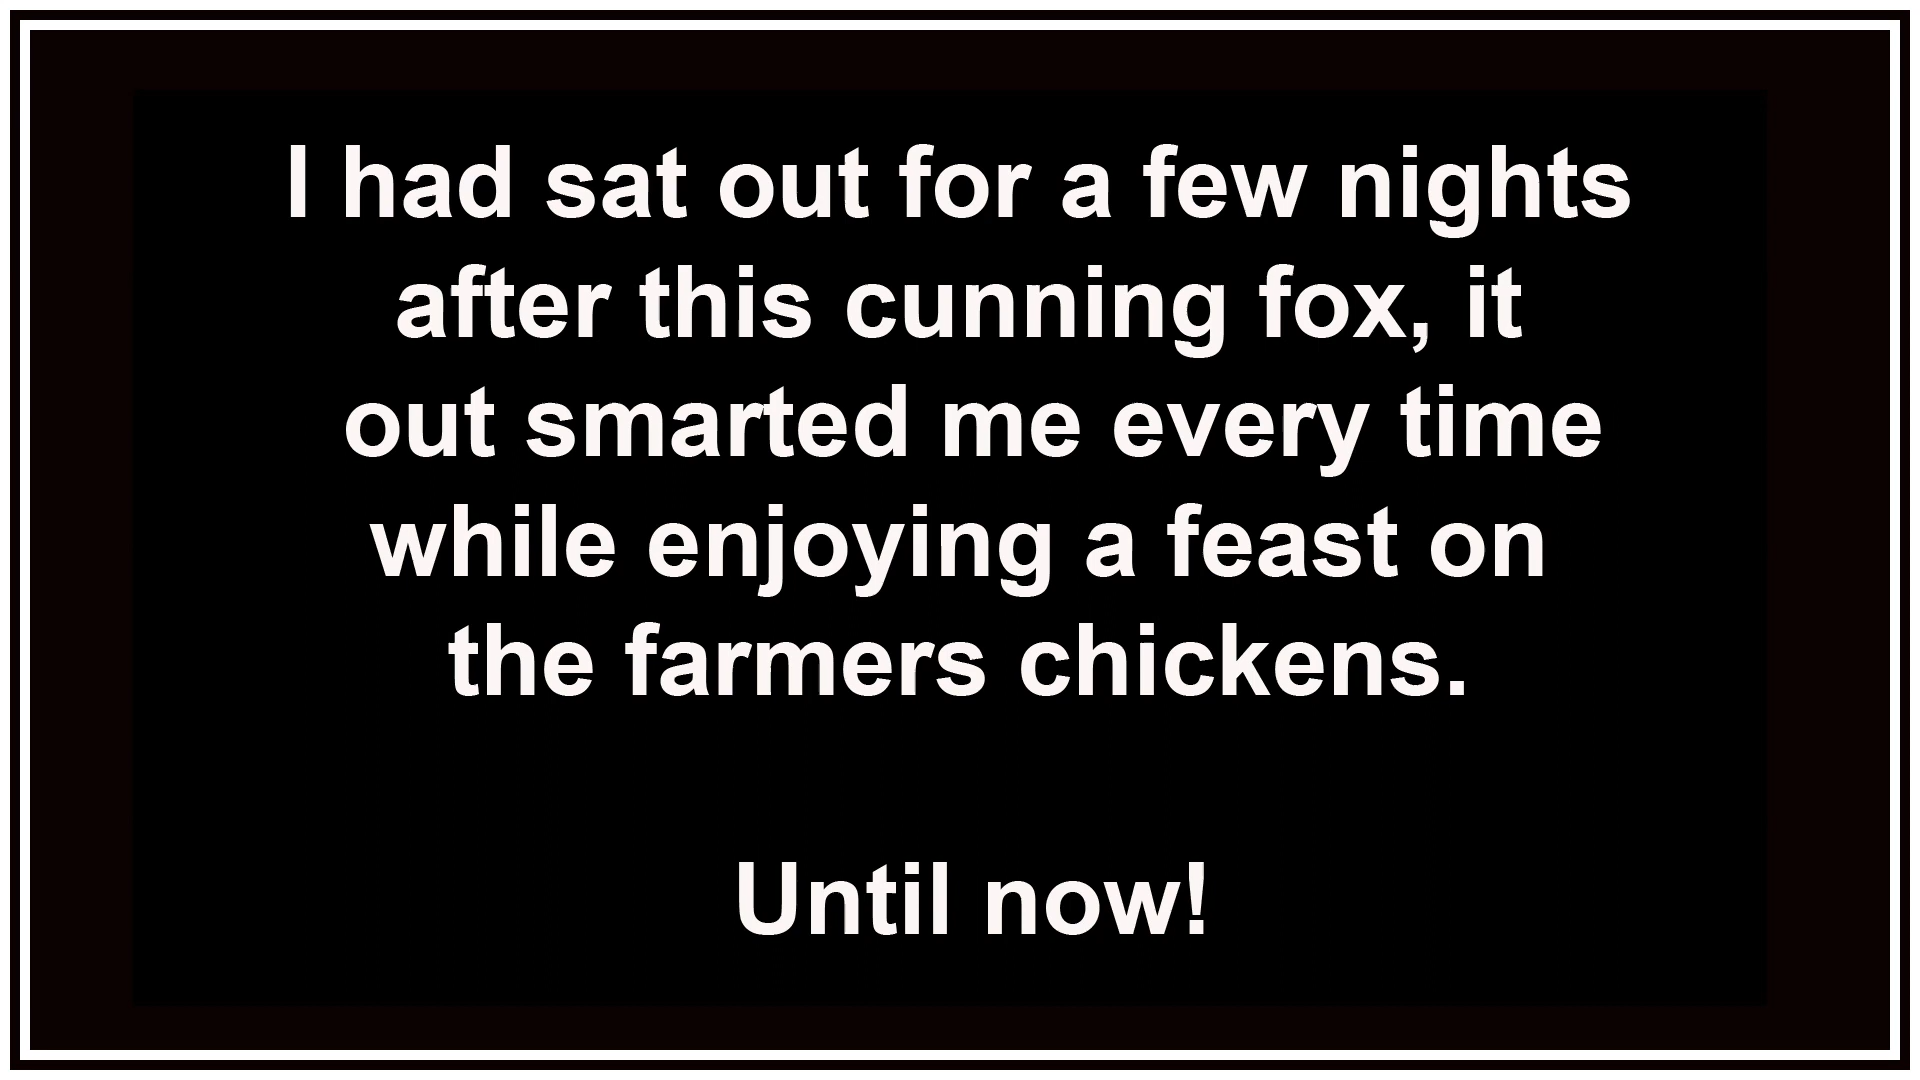 I had sat out for a few nights
after this cunning fox, it
out smarted me every time
while enjoying a feast on
the farmers chickens.
Until now!